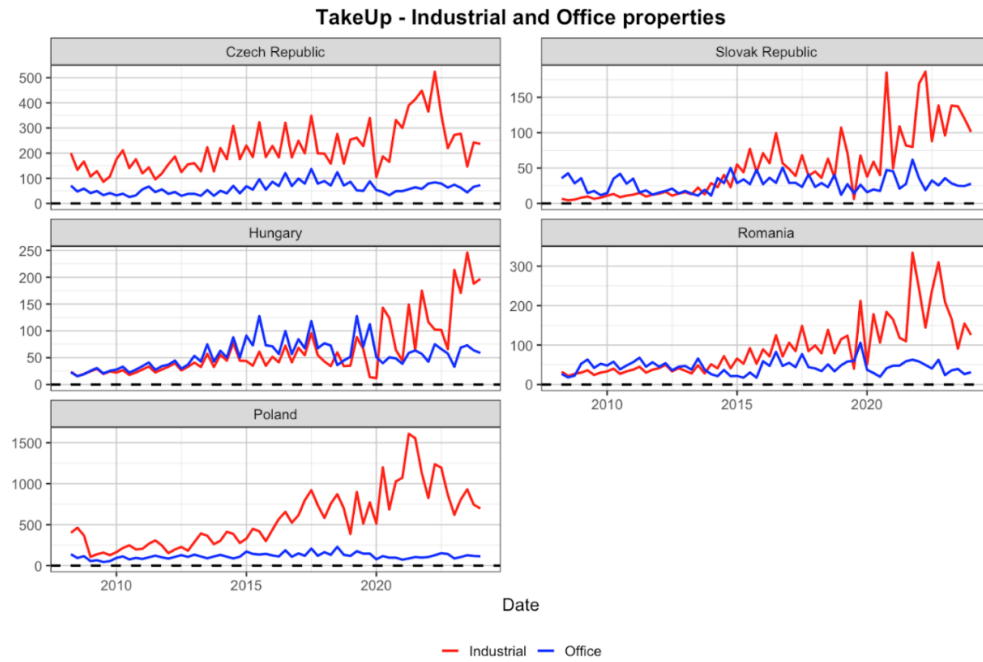 TakeUp - Industrial and Office properties
Czech Republic
500
400
300
200
100
0
Slovak Republic
150
100
50
0
Hungary
250
200
150
100
50
0
Romania
300
200
100
0
2010 2015 2020
Poland
1500
1000
500
0
2010 2015 2020
Date
Industrial Office